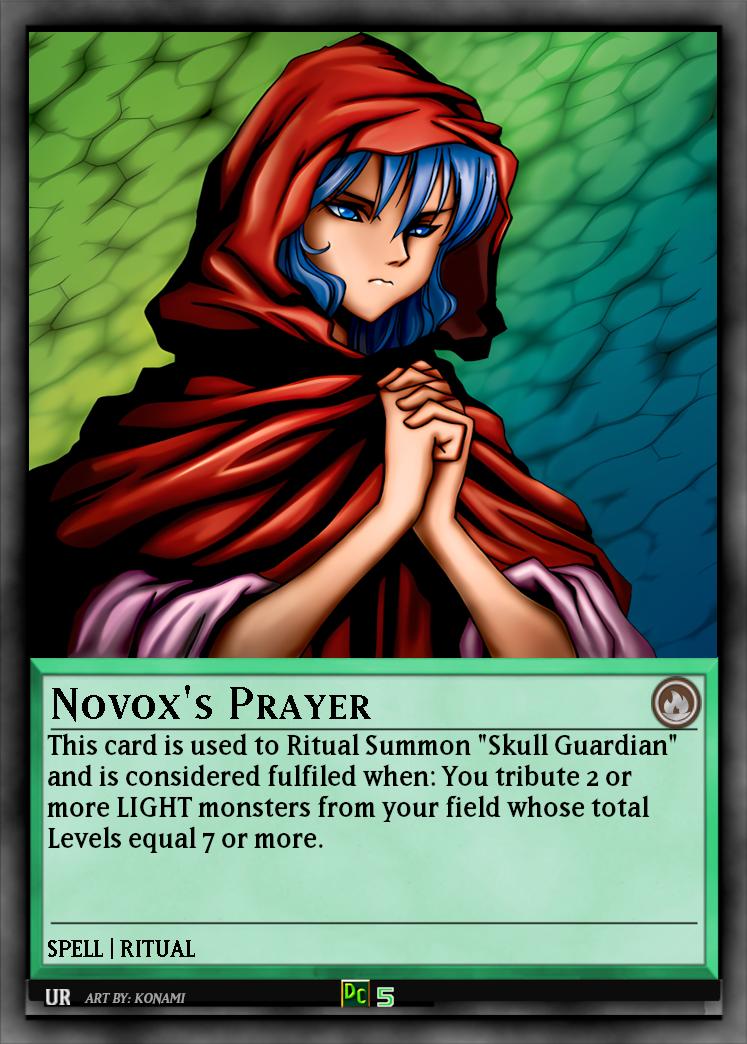 Novox's Prayer
This card is used to Ritual Summon "Skull Guardian"
and is considered fulfiled when: You tribute 2 or
more LIGHT monsters from your field whose total
Levels equal 7 or more.
SPELL | RITUAL
UR ART BY: KONAMI DC 5